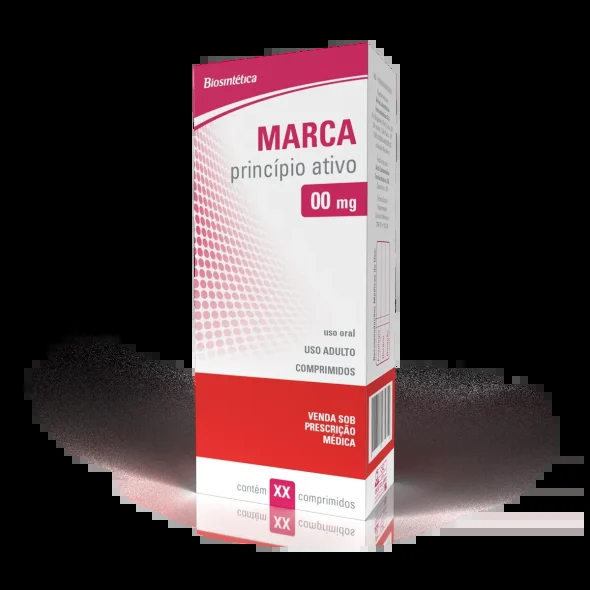 Biosintética
MARCA
princípio ativo
00 mg
uso oral
USO ADULTO
COMPRIMIDOS
VENDA SOB
PRESCRIÇÃO
MÉDICA
contém XX comprimidos